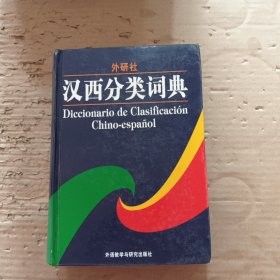 外研社
汉西分类词典
Diccionario de Clasificación
Chino-español
外语教学与研究出版社